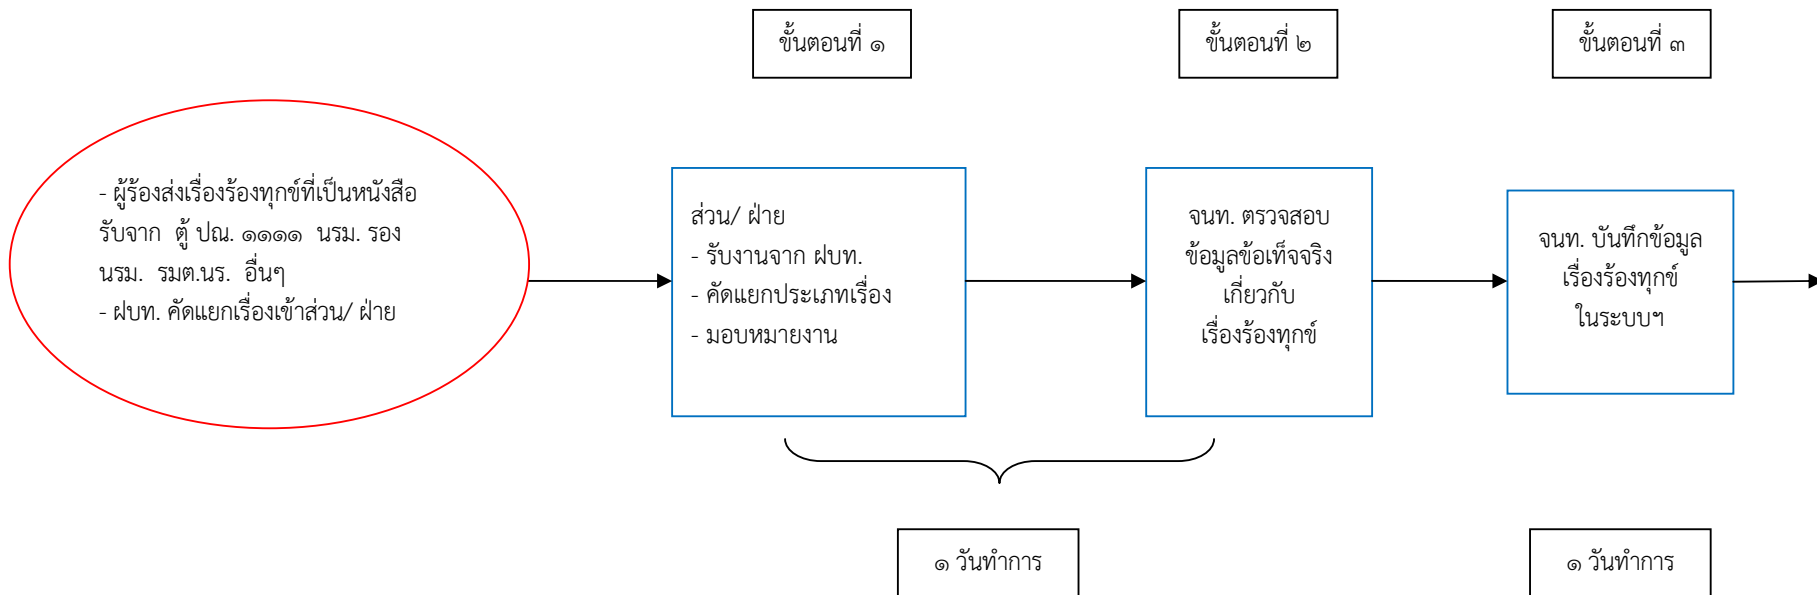 ขั้นตอนที่ ๑
ขั้นตอนที่ ๒
ขั้นตอนที่ ๓
- ผู้ร้องส่งเรื่องร้องทุกข์ที่เป็นหนังสือ
รับจาก ตู้ ปณ. ๑๑๑๑ นรม. รอง
นรม. รมต.นร. อื่นๆ
- ฝบท. คัดแยกเรื่องเข้าส่วน/ ฝ่าย
ส่วน/ ฝ่าย
- รับงานจาก ฝบท.
- คัดแยกประเภทเรื่อง
- มอบหมายงาน
จนท. ตรวจสอบ
ข้อมูลข้อเท็จจริง
เกี่ยวกับ
เรื่องร้องทุกข์
จนท. บันทึกข้อมูล
เรื่องร้องทุกข์
ในระบบฯ
๑ วันทำการ
๑ วันทำการ